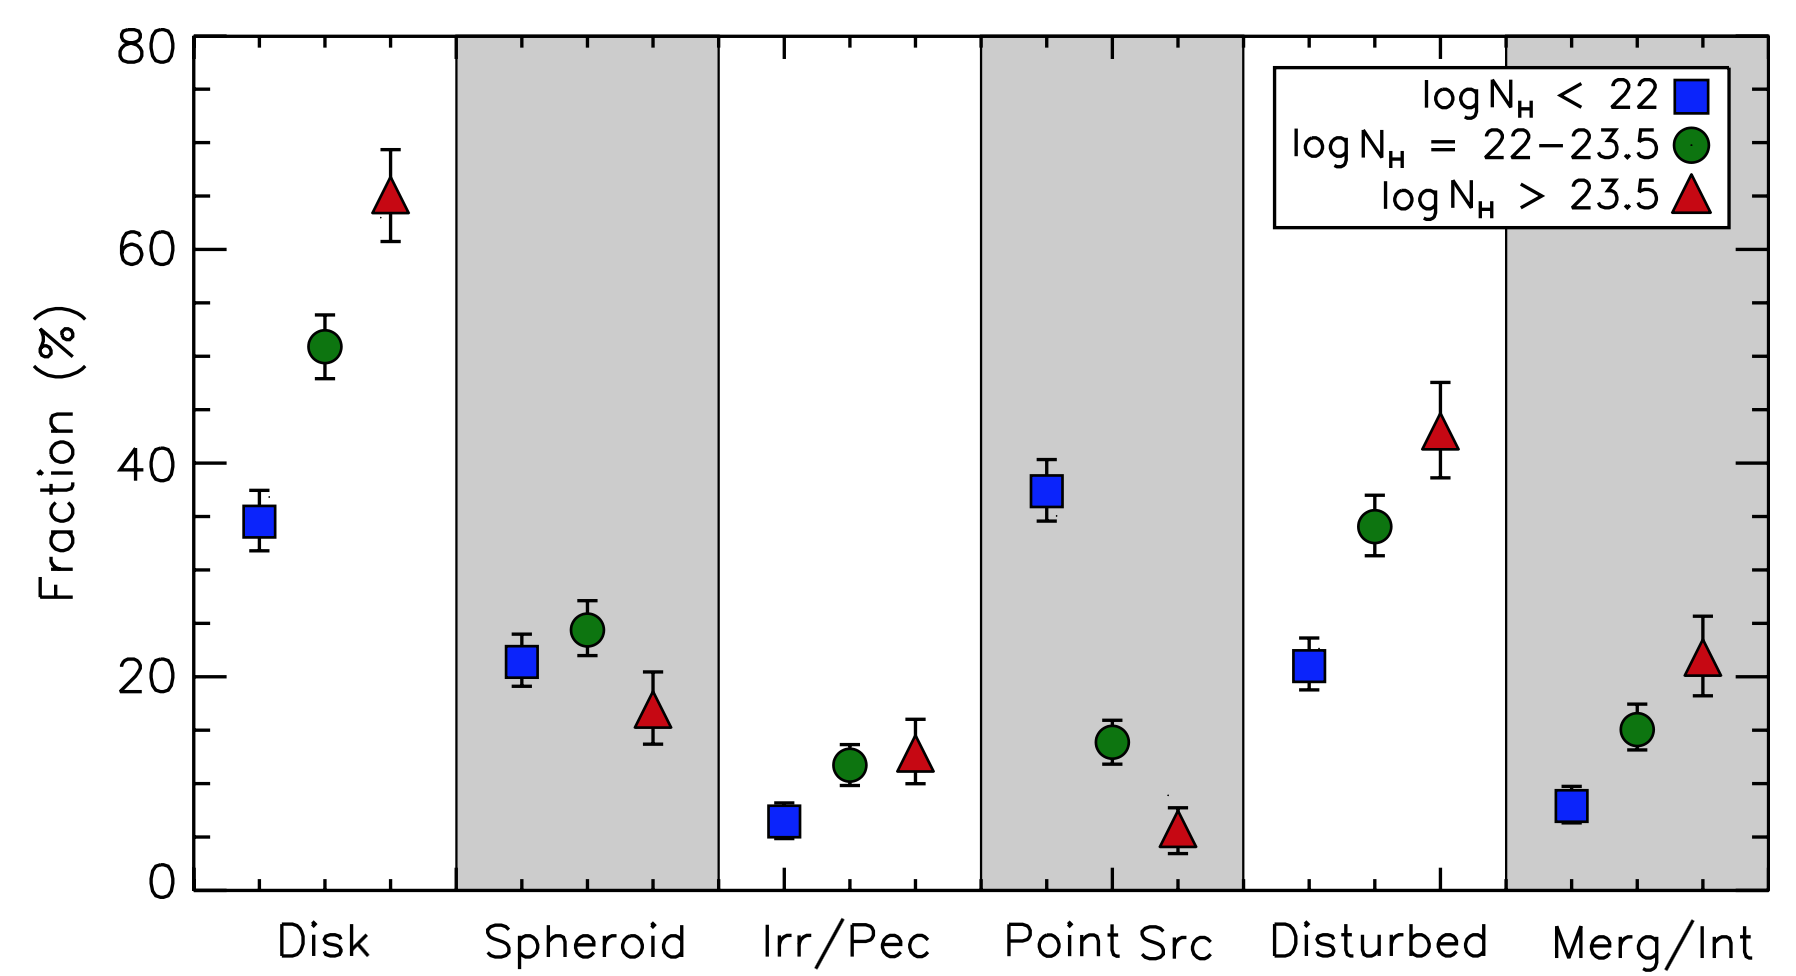 80
60
40
20
0
Fraction (%)
log N_H < 22
log N_H = 22-23.5
log N_H > 23.5
Disk Spheroid Irr/Pec Point Src Disturbed Merg/Int